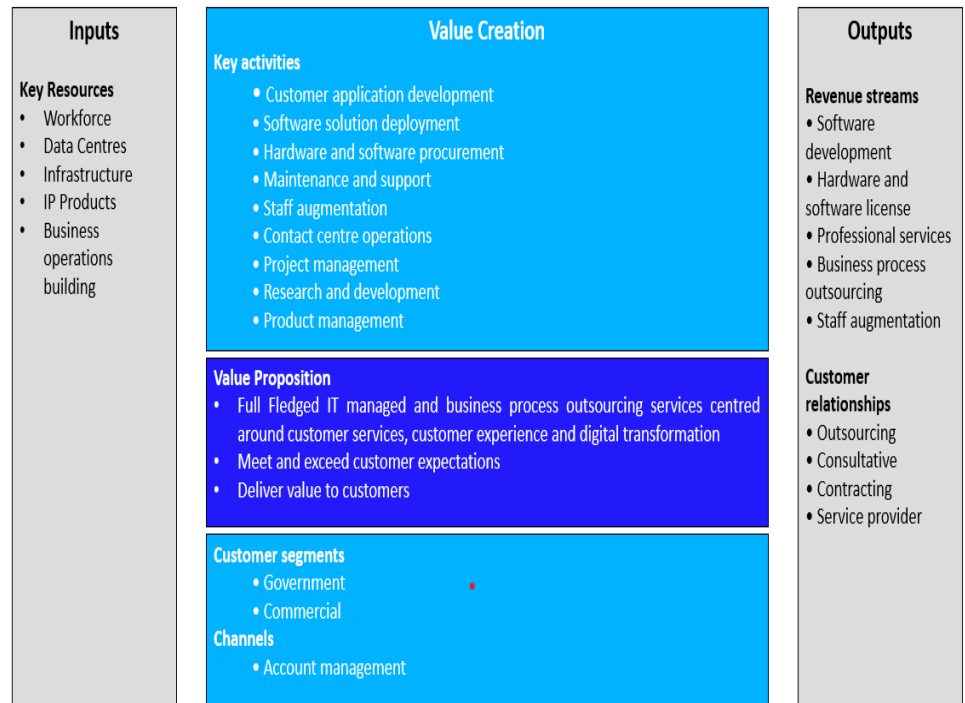 Inputs
Key Resources
• Workforce
• Data Centres
• Infrastructure
• IP Products
• Business
operations
building
Value Creation
Key activities
• Customer application development
• Software solution deployment
• Hardware and software procurement
• Maintenance and support
• Staff augmentation
• Contact centre operations
• Project management
• Research and development
• Product management
Value Proposition
• Full Fledged IT managed and business process outsourcing services centred
around customer services, customer experience and digital transformation
• Meet and exceed customer expectations
• Deliver value to customers
Customer segments
• Government
• Commercial
Channels
• Account management
Outputs
Revenue streams
• Software
development
• Hardware and
software license
• Professional services
• Business process
outsourcing
• Staff augmentation
Customer
relationships
• Outsourcing
• Consultative
• Contracting
• Service provider